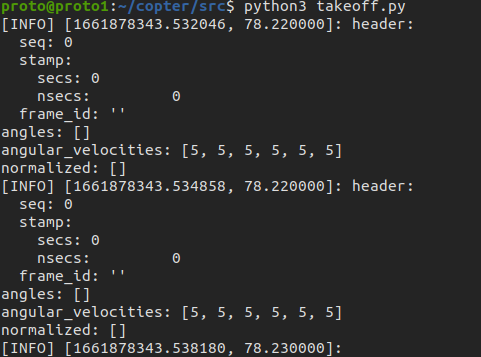 proto@proto1:~/copter/src$ python3 takeoff.py
[INFO] [1661878343.532046, 78.220000]: header:
  seq: 0
  stamp:
    secs: 0
    nsecs:         0
  frame_id: ''
angles: []
angular_velocities: [5, 5, 5, 5, 5, 5]
normalized: []
[INFO] [1661878343.534858, 78.220000]: header:
  seq: 0
  stamp:
    secs: 0
    nsecs:         0
  frame_id: ''
angles: []
angular_velocities: [5, 5, 5, 5, 5, 5]
normalized: []
[INFO] [1661878343.538180, 78.230000]: